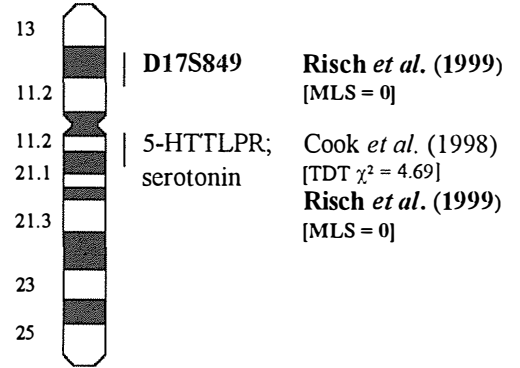 13
D17S849 Risch et al. (1999)
11.2 [MLS = 0]
11.2 5-HTTLPR; Cook et al. (1998)
21.1 serotonin [TDT χ² = 4.69]
Risch et al. (1999)
21.3 [MLS = 0]
23
25